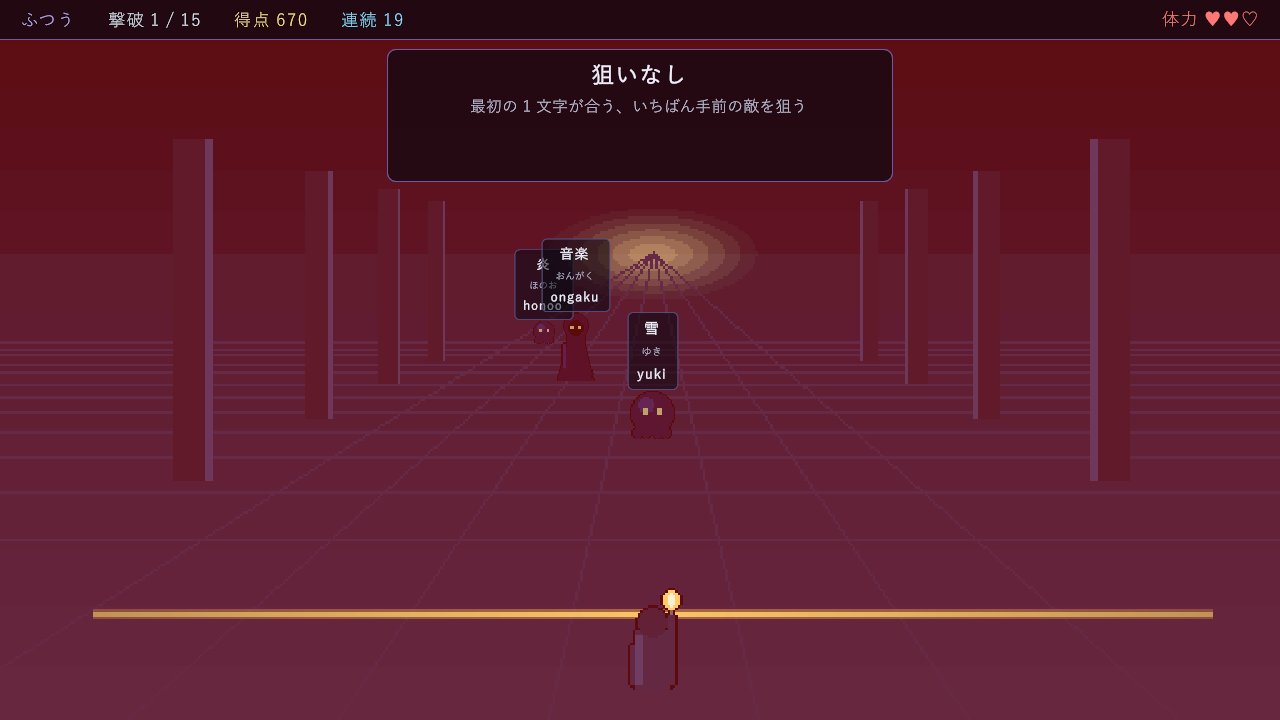 ふつう 撃破 1 / 15 得点 670 連続 19 体力 ♥♥♡
狙いなし
最初の 1 文字が合う、いちばん手前の敵を狙う
音楽
おんがく
ongaku
炎
ほのお
honoo
雪
ゆき
yuki